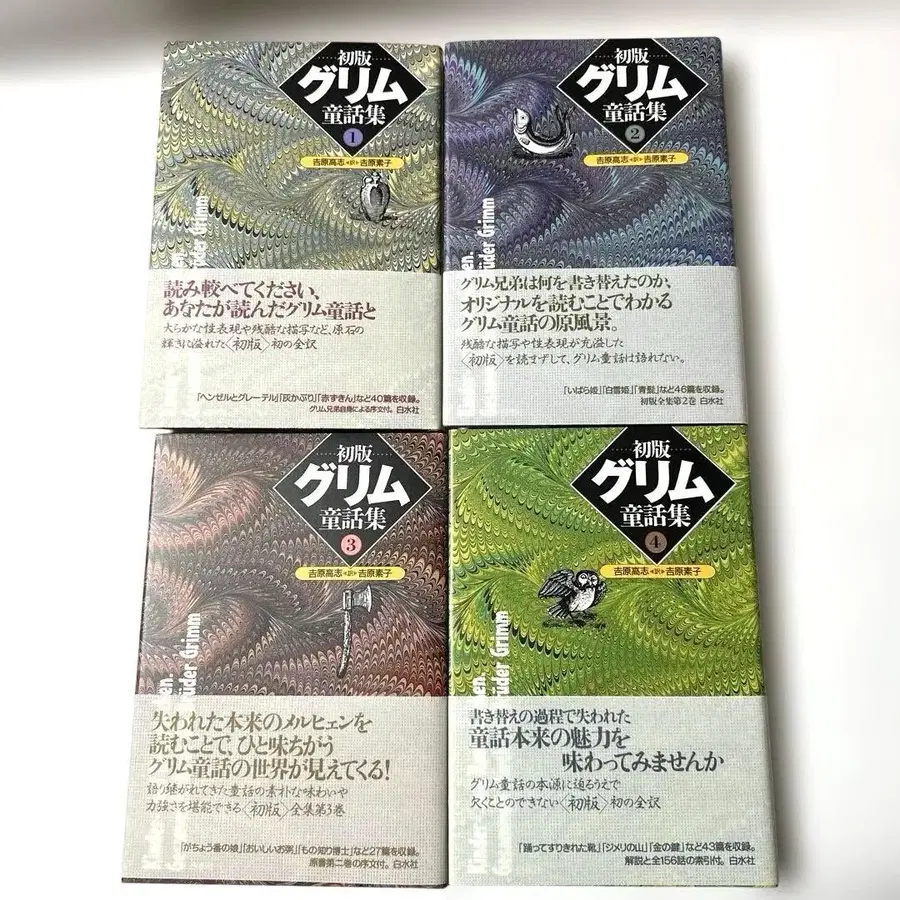 初版
グリム
童話集
1
吉原高志◆訳◆吉原素子
üder Grimm
読み較べてください、
あなたが読んだグリム童話と
大らかな性表現や残酷な描写など、原石の
輝きに溢れた〈初版〉初の全訳
「ヘンゼルとグレーテル」「灰かぶり」「赤ずきん」など40篇を収録。
グリム兄弟自身による序文付。白水社
初版
グリム
童話集
2
吉原高志◆訳◆吉原素子
en.
üder Grimm
グリム兄弟は何を書き替えたのか、
オリジナルを読むことでわかる
グリム童話の原風景。
残酷な描写や性表現が充溢した
〈初版〉を読まずして、グリム童話は語れない。
「いばら姫」「白雪姫」「青髭」など46篇を収録。
初版全集第2巻 白水社
初版
グリム
童話集
3
吉原高志◆訳◆吉原素子
en.
üder Grimm
失われた本来のメルヒェンを
読むことで、ひと味ちがう
グリム童話の世界が見えてくる!
語り継がれてきた童話の素朴な味わいや
力強さを堪能できる〈初版〉全集第3巻
「がちょう番の娘」「おいしいお粥」「もの知り博士」など27篇を収録。
原書第二巻の序文付。白水社
初版
グリム
童話集
4
吉原高志◆訳◆吉原素子
en.
üder Grimm
書き替えの過程で失われた
童話本来の魅力を
味わってみませんか
グリム童話の本源に迫るうえで
欠くことのできない〈初版〉初の全訳
「踊ってすりきれた靴」「ジメリの山」「金の鍵」など43篇を収録。
解説と全156話の索引付。白水社